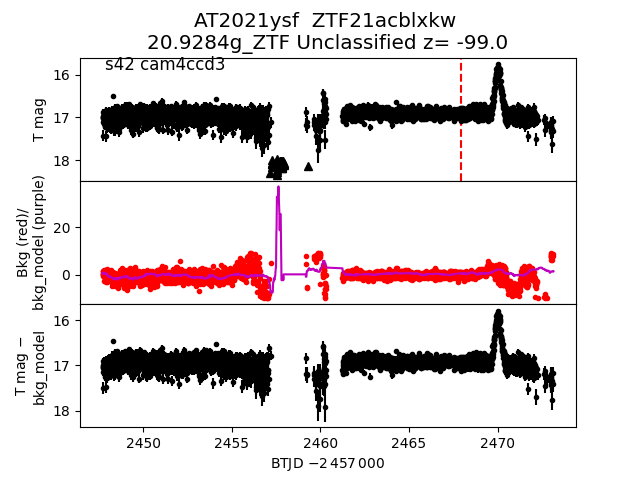 AT2021ysf  ZTF21acblxkw
20.9284g_ZTF Unclassified z= -99.0
s42 cam4ccd3
T mag
16
17
18
Bkg (red)/
bkg_model (purple)
20
0
T mag −
bkg_model
16
17
18
2450
2455
2460
2465
2470
BTJD −2 457 000